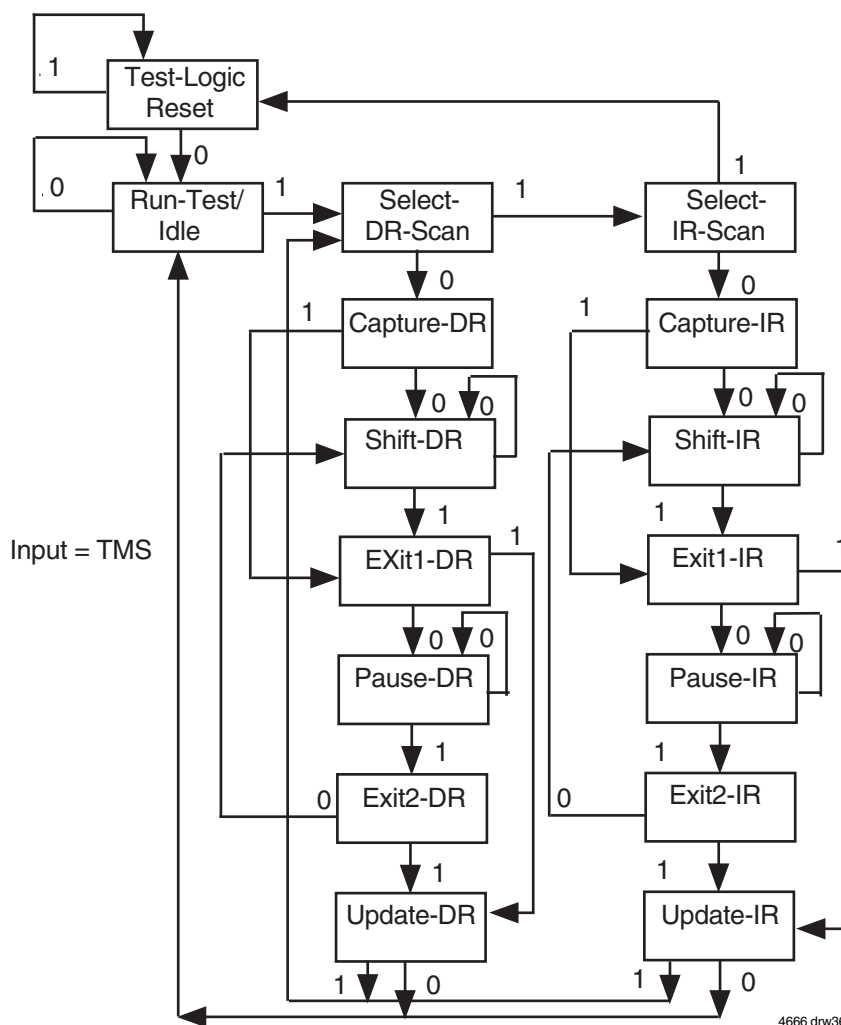 . 1
Test-Logic
Reset
0
1
. 0
Run-Test/
Idle
1
Select-
DR-Scan
1
Select-
IR-Scan
0
0
1
Capture-DR
1
Capture-IR
0
0
0
0
Shift-DR
Shift-IR
1
1
Input = TMS
EXit1-DR
1
Exit1-IR
1
0
0
0
0
Pause-DR
Pause-IR
1
1
0
Exit2-DR
0
Exit2-IR
1
1
Update-DR
Update-IR
1
0
1
0
4666 drw36